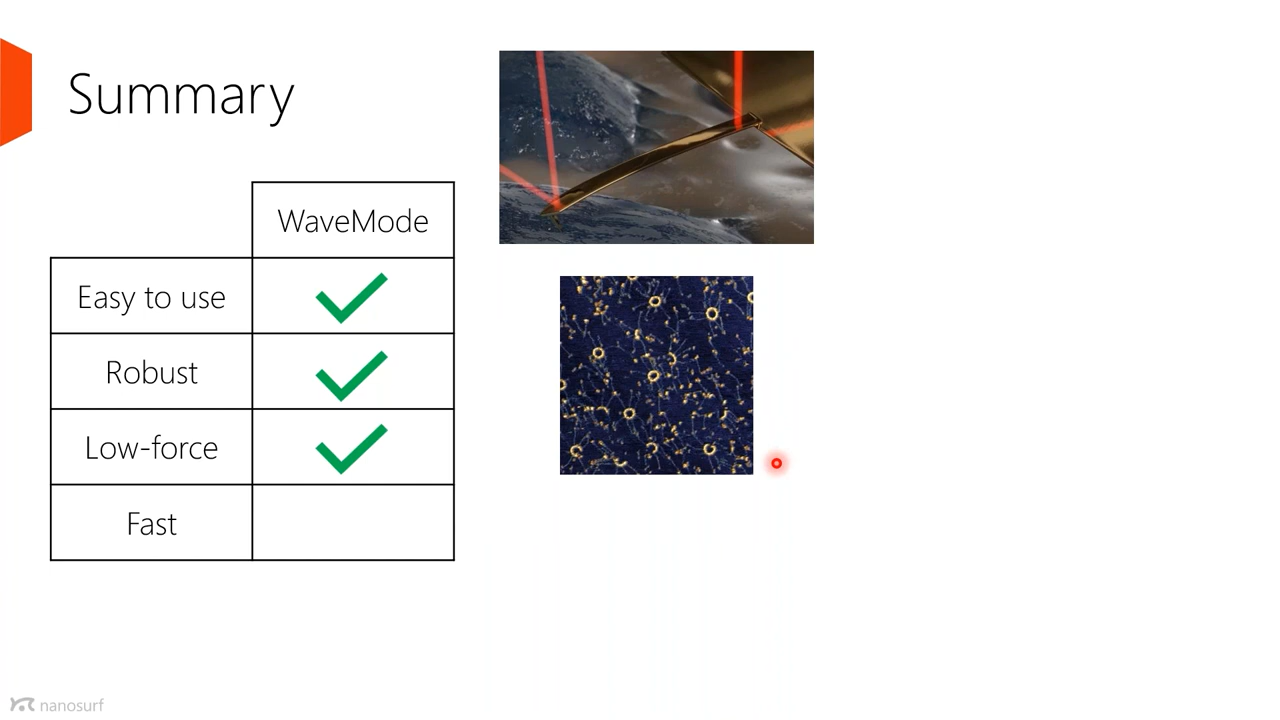 Summary
WaveMode
Easy to use
Robust
Low-force
Fast
nanosurf